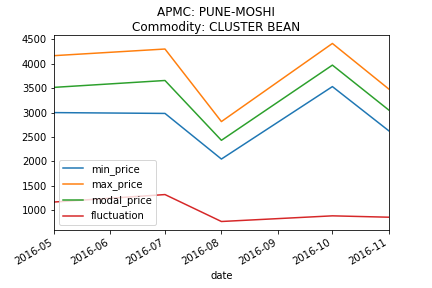 APMC: PUNE-MOSHI
Commodity: CLUSTER BEAN
4500
4000
3500
3000
2500
2000
1500
1000
min_price
max_price
modal_price
fluctuation
2016-05
2016-06
2016-07
2016-08
2016-09
2016-10
2016-11
date